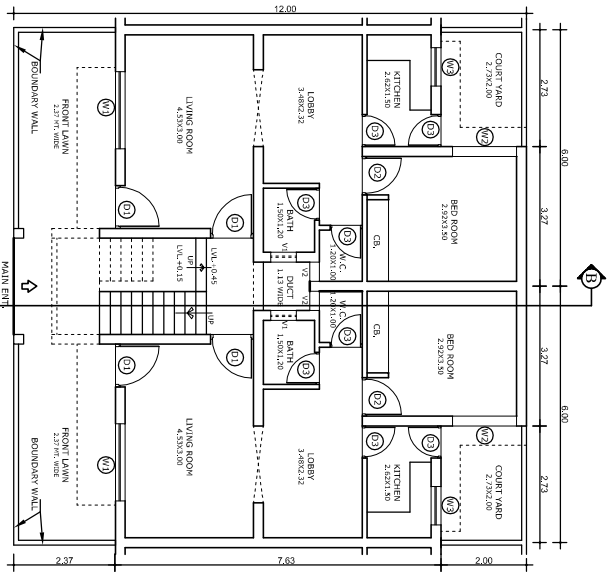 12.00
BOUNDARY WALL
FRONT LAWN
2.37 MT. WIDE
W1
LIVING ROOM
4.53X3.00
LOBBY
3.48X2.32
KITCHEN
2.62X1.50
W3
COURT YARD
2.73X2.00
W2
2.73
D3
D3
D1
D1
D3
D2
BATH
1.50X1.20
V1
D3
W.C.
1.20X1.00
CB.
BED ROOM
2.92X3.50
3.27
6.00
LVL +0.45
UP
LVL +0.15
DUCT
1.13 WIDE
V2
V2
B
MAIN ENT.
UP
V1
BATH
1.50X1.20
D3
W.C.
1.20X1.00
D3
CB.
BED ROOM
2.92X3.50
3.27
D1
D1
D2
FRONT LAWN
2.37 MT. WIDE
BOUNDARY WALL
W1
LIVING ROOM
4.53X3.00
LOBBY
3.48X2.32
D3
D3
KITCHEN
2.62X1.50
W2
W3
COURT YARD
2.73X2.00
2.73
6.00
2.37
7.63
2.00